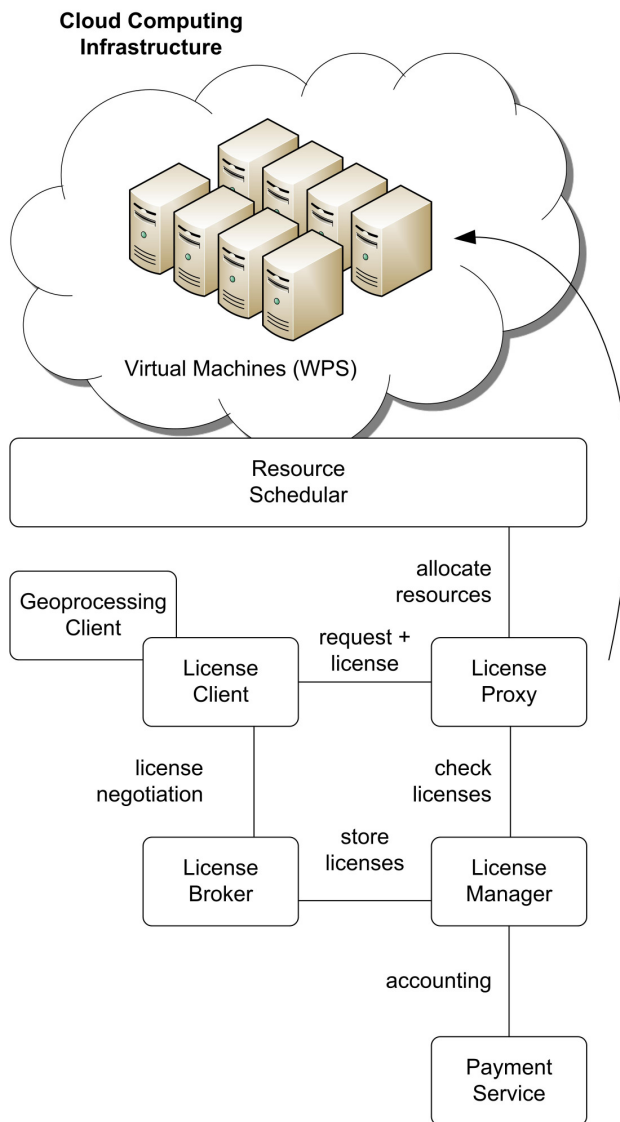 Cloud Computing
Infrastructure
Virtual Machines (WPS)
Resource
Schedular
allocate
resources
Geoprocessing
Client
License
Client
request +
license
License
Proxy
license
negotiation
check
licenses
License
Broker
store
licenses
License
Manager
accounting
Payment
Service